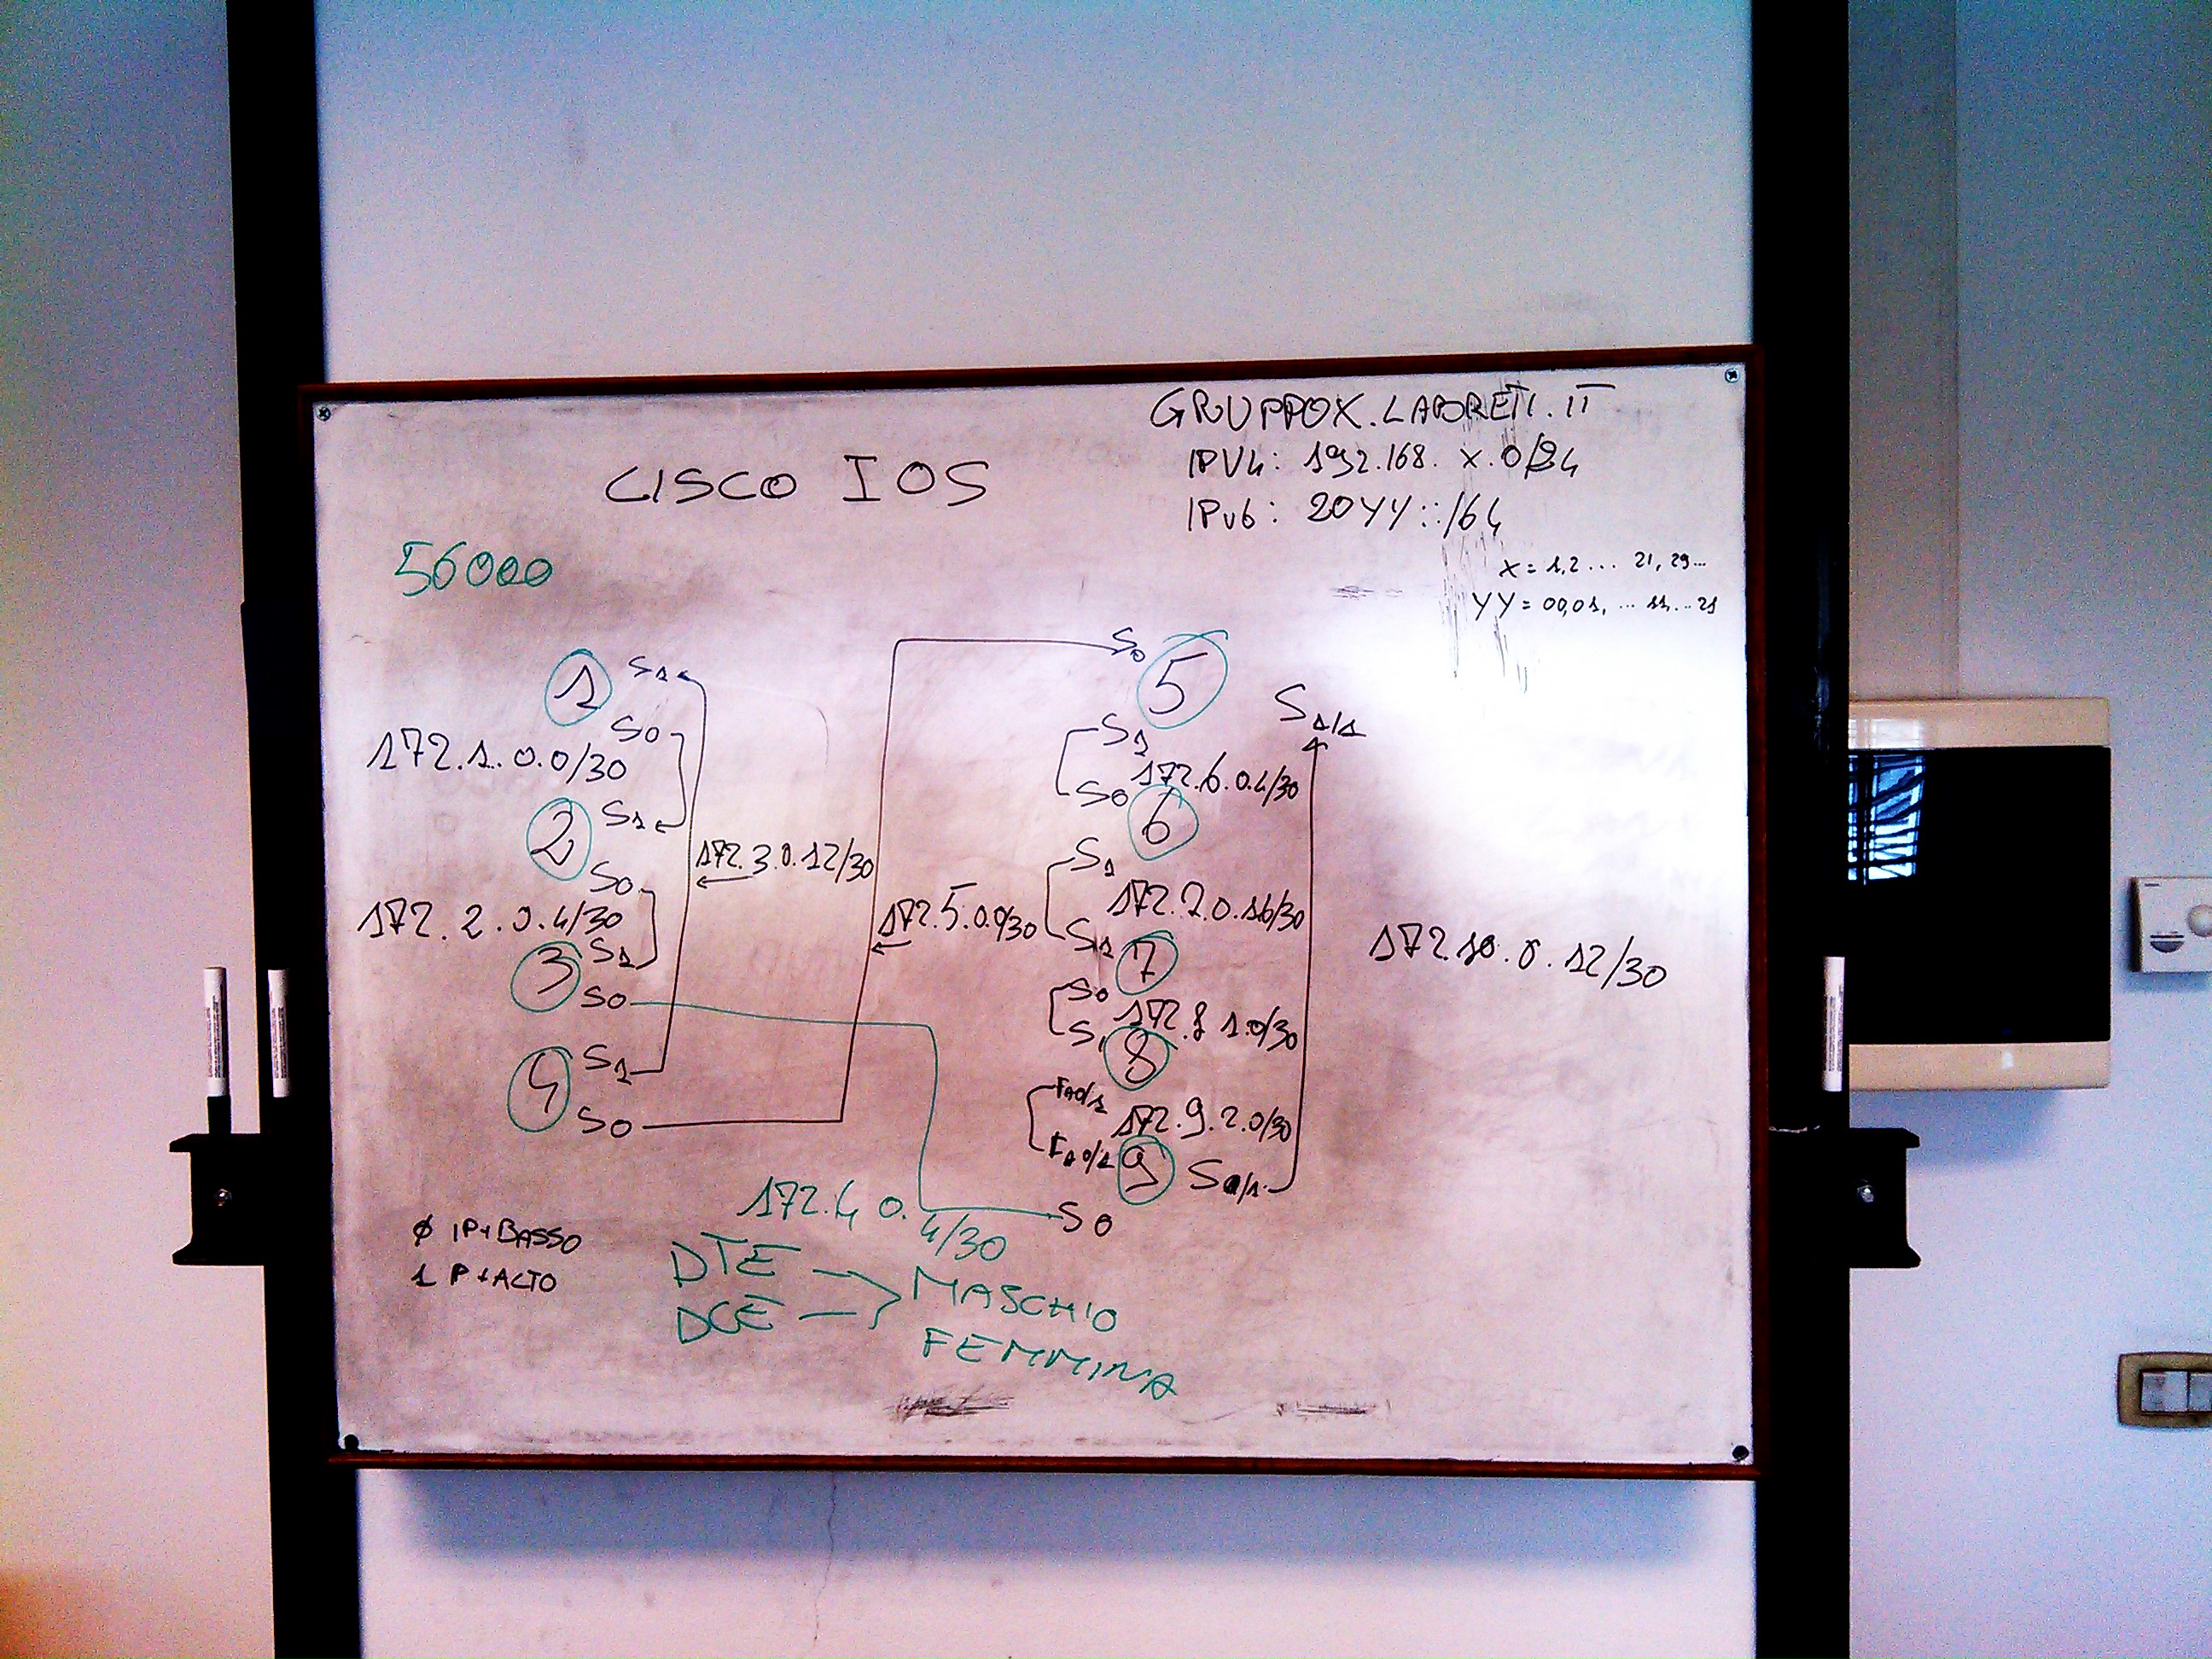 GRUPPOX.LABORETI.IT
IPV4: 192.168. X.0/24
IPv6: 20YY::/64
CISCO IOS
X = 1,2 ... 21, 29...
YY = 00,01, ... 11...21
56000
1 S1
S0
172.1.0.0/30
2 S1
S0
172.2.0.4/30
3 S1
S0
4 S1
S0
172.3.0.12/30
172.5.0.0/30
S0 5
S1
172.6.0.4/30
S0 6
S1
172.7.0.16/30
S1 7
S0
172.8 1.0/30
S1 8
FA0/1
172.9.2.0/30
FA0/1 9 S0/1
S0
S1/1
172.10.0.12/30
172.4 0. 4/30
Ø IP+BASSO
1 IP+ALTO
DTE
DCE
MASCHIO
FEMMINA